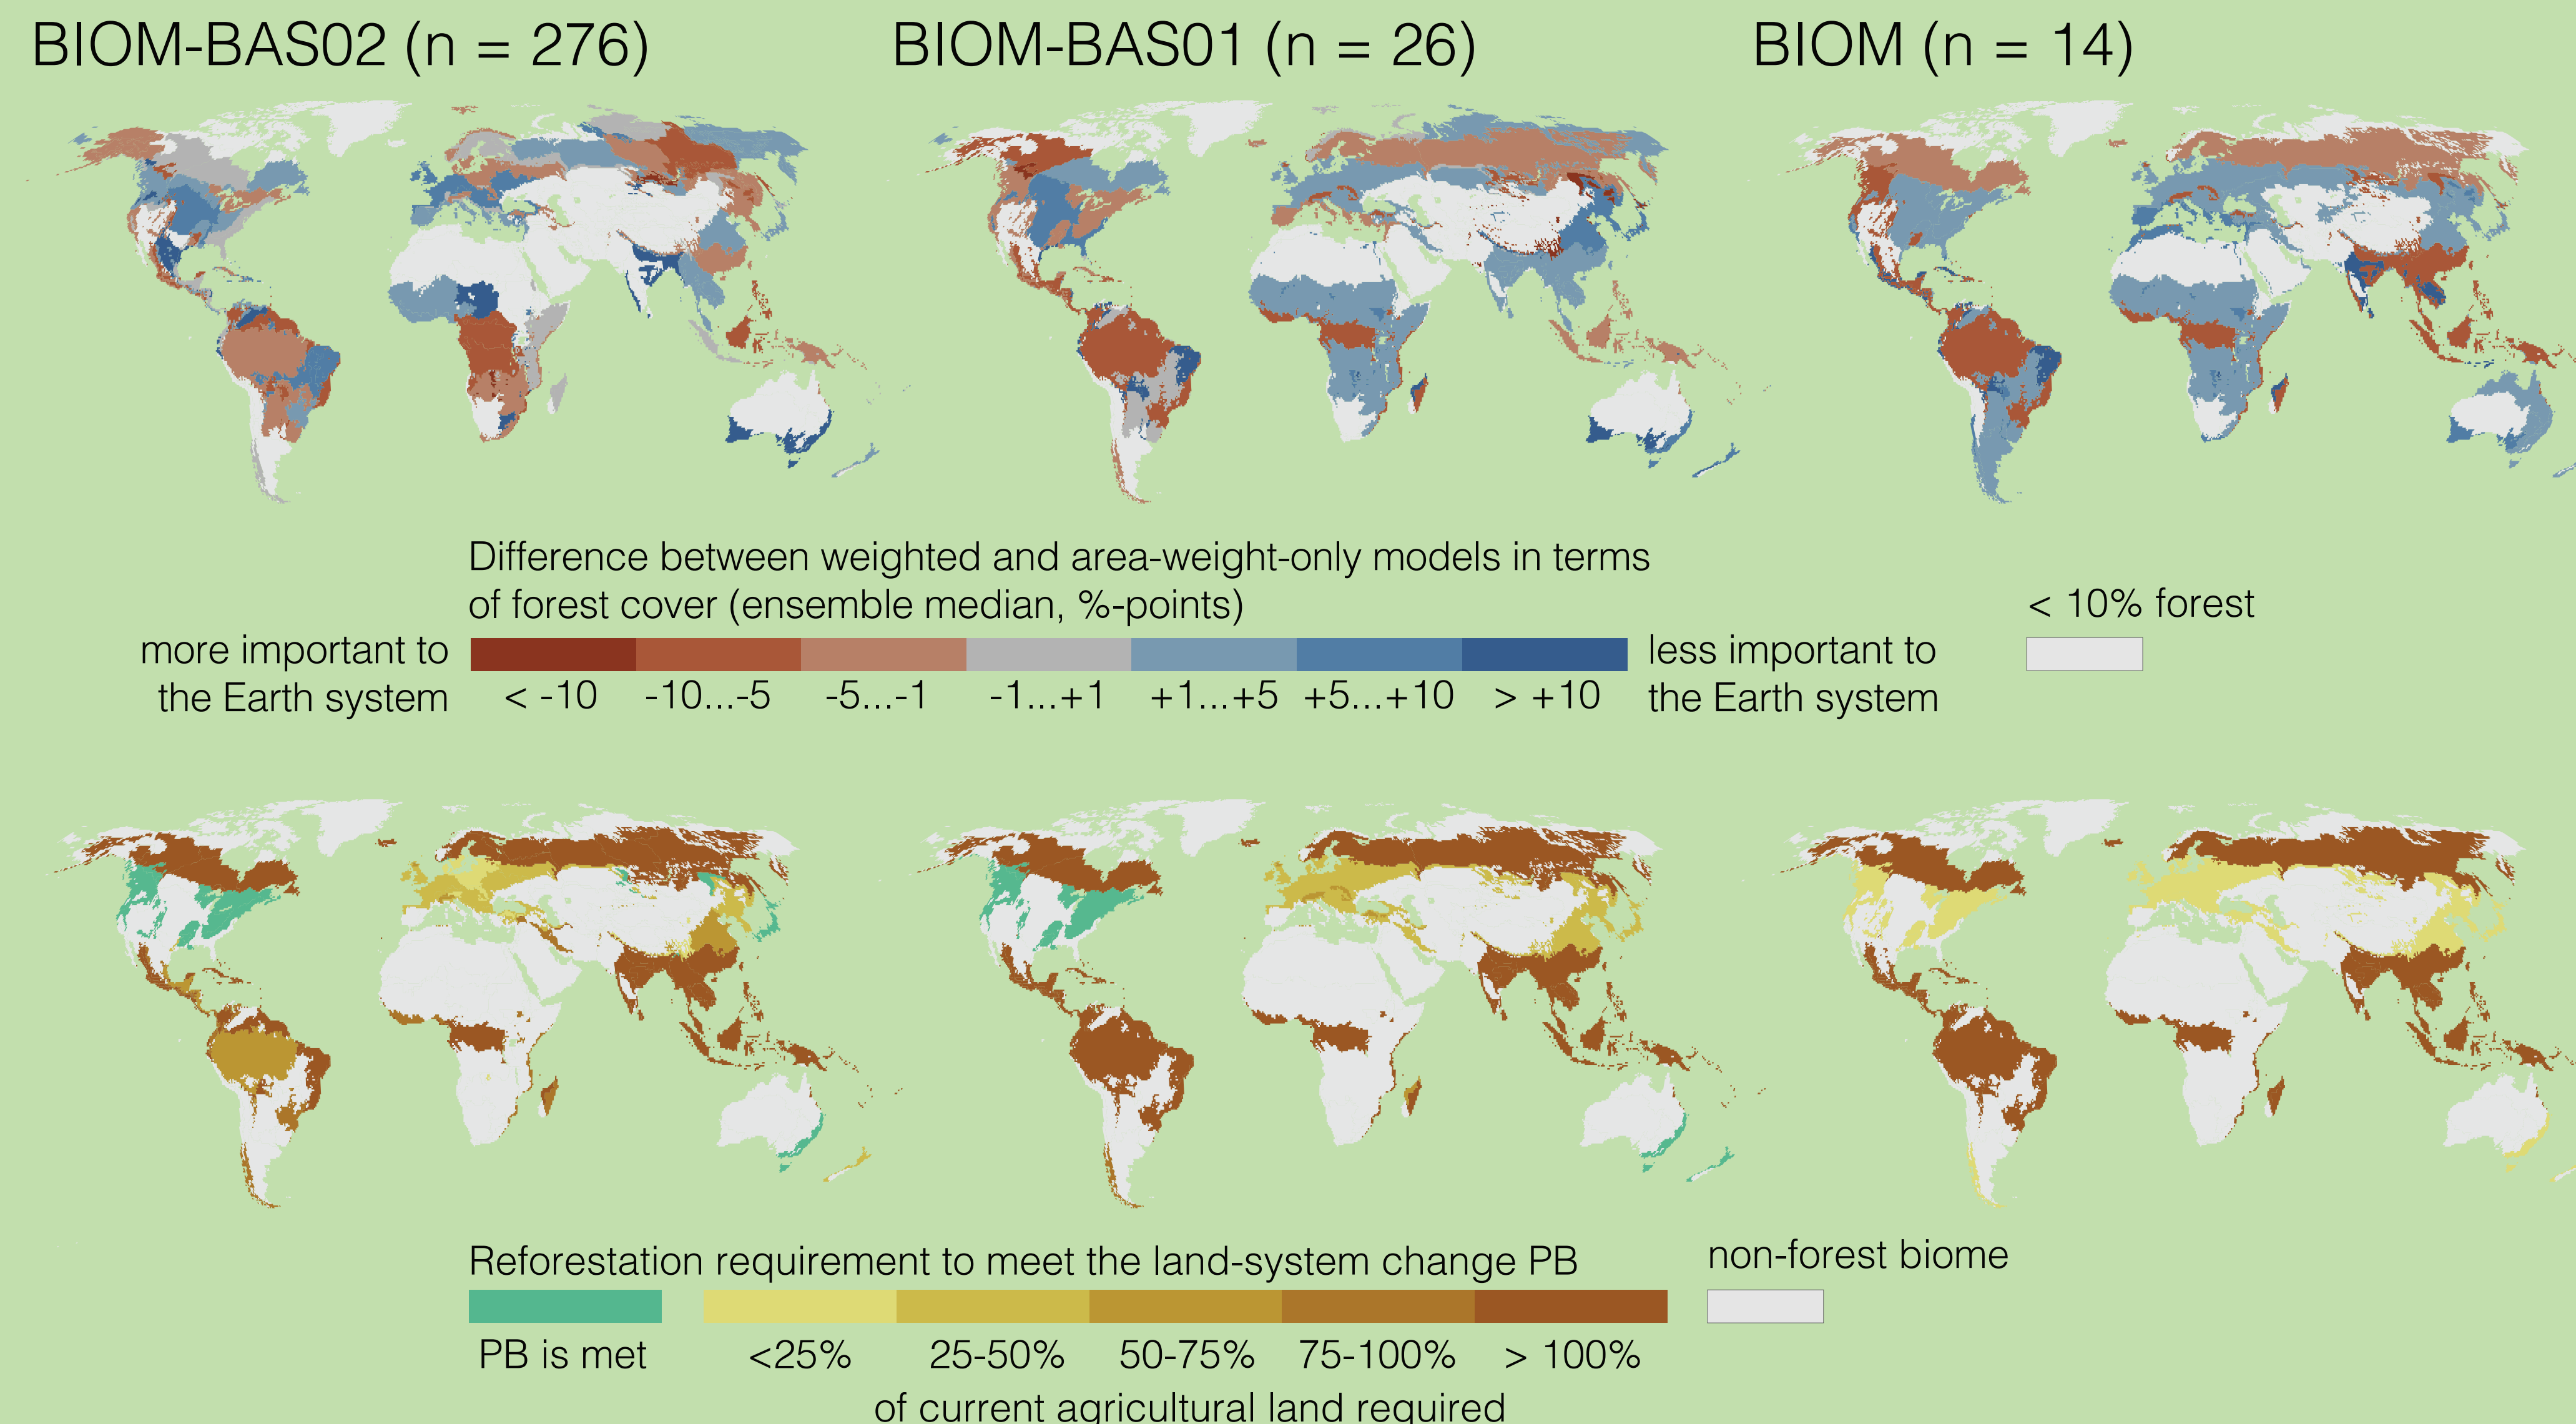 BIOM-BAS02 (n = 276)
BIOM-BAS01 (n = 26)
BIOM (n = 14)
Difference between weighted and area-weight-only models in terms
of forest cover (ensemble median, %-points)
more important to
the Earth system
< -10
-10...-5
-5...-1
-1...+1
+1...+5
+5...+10
> +10
less important to
the Earth system
< 10% forest
Reforestation requirement to meet the land-system change PB
PB is met
<25%
25-50%
50-75%
75-100%
> 100%
of current agricultural land required
non-forest biome